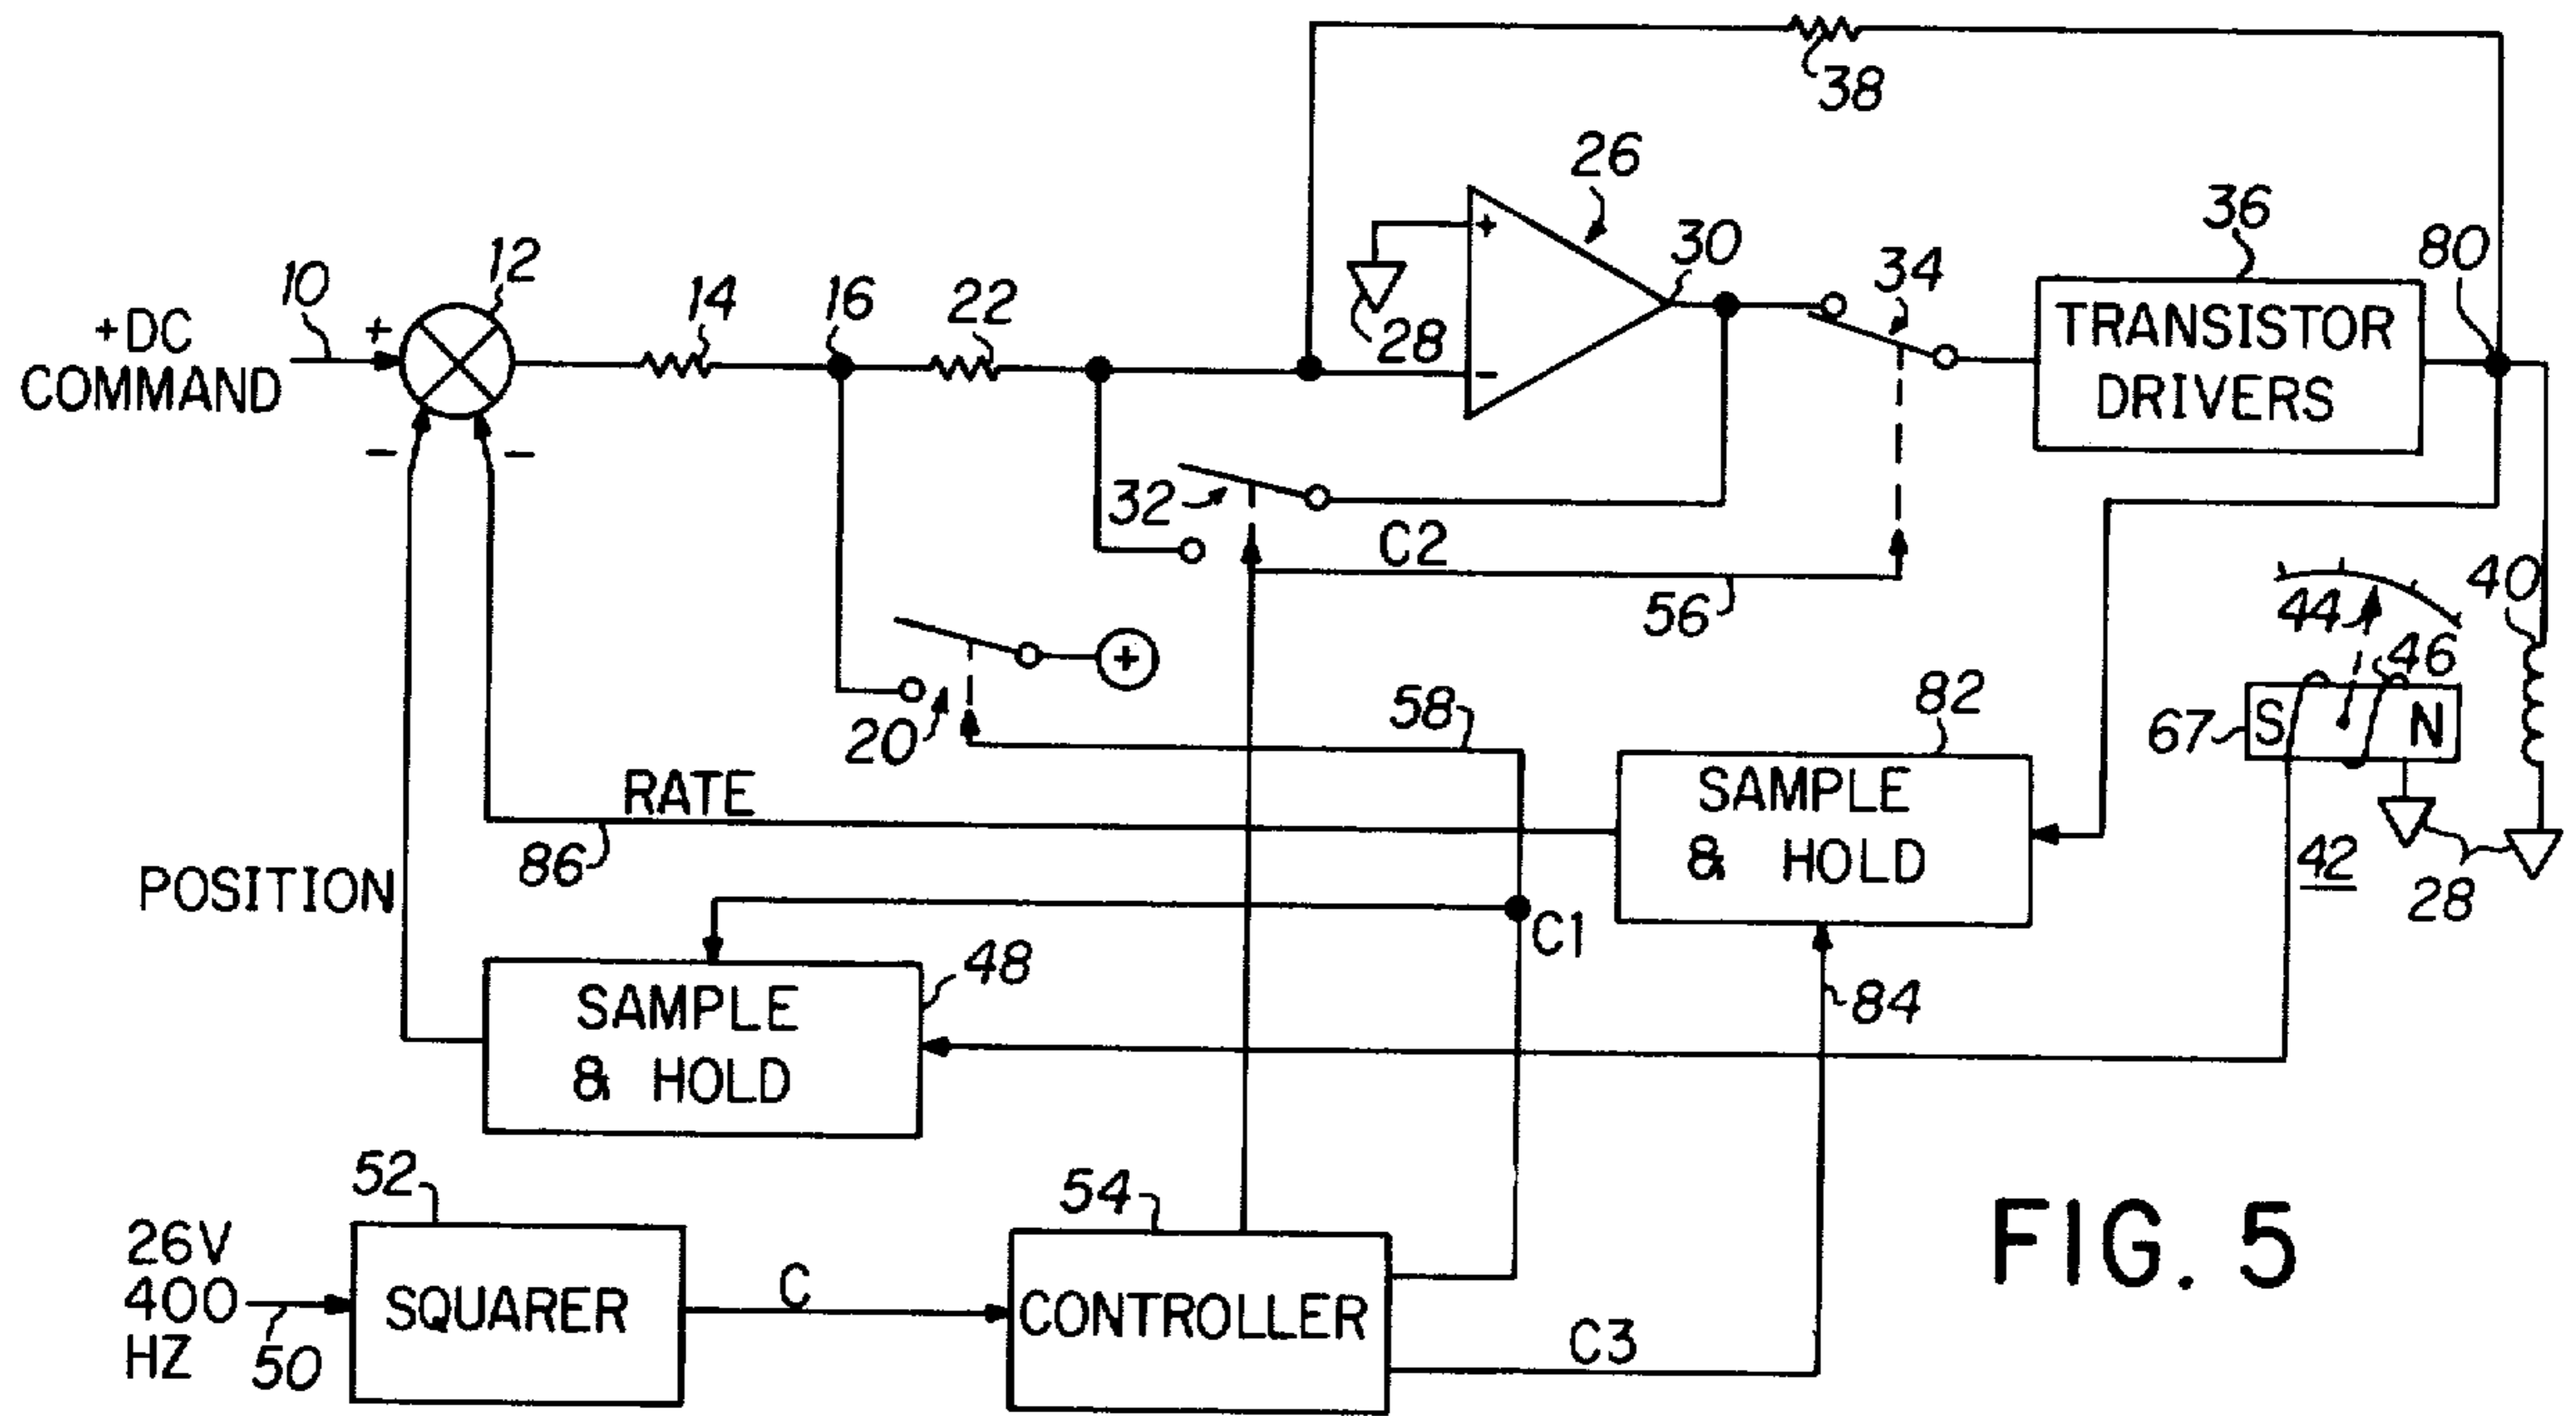 38
26
+
30
36
80
34
12
10
+
+DC
COMMAND
14
16
22
28
-
TRANSISTOR
DRIVERS
-
-
32
C2
56
44
40
46
+
20
58
82
67
S
N
RATE
SAMPLE
& HOLD
86
42
28
POSITION
C1
48
84
SAMPLE
& HOLD
52
54
26V
400
HZ
50
SQUARER
C
CONTROLLER
C3
FIG. 5